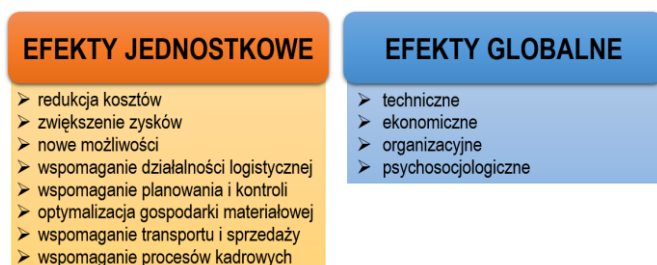 EFEKTY JEDNOSTKOWE
redukcja kosztów
zwiększenie zysków
nowe możliwości
wspomaganie działalności logistycznej
wspomaganie planowania i kontroli
optymalizacja gospodarki materiałowej
wspomaganie transportu i sprzedaży
wspomaganie procesów kadrowych
EFEKTY GLOBALNE
techniczne
ekonomiczne
organizacyjne
psychosocjologiczne